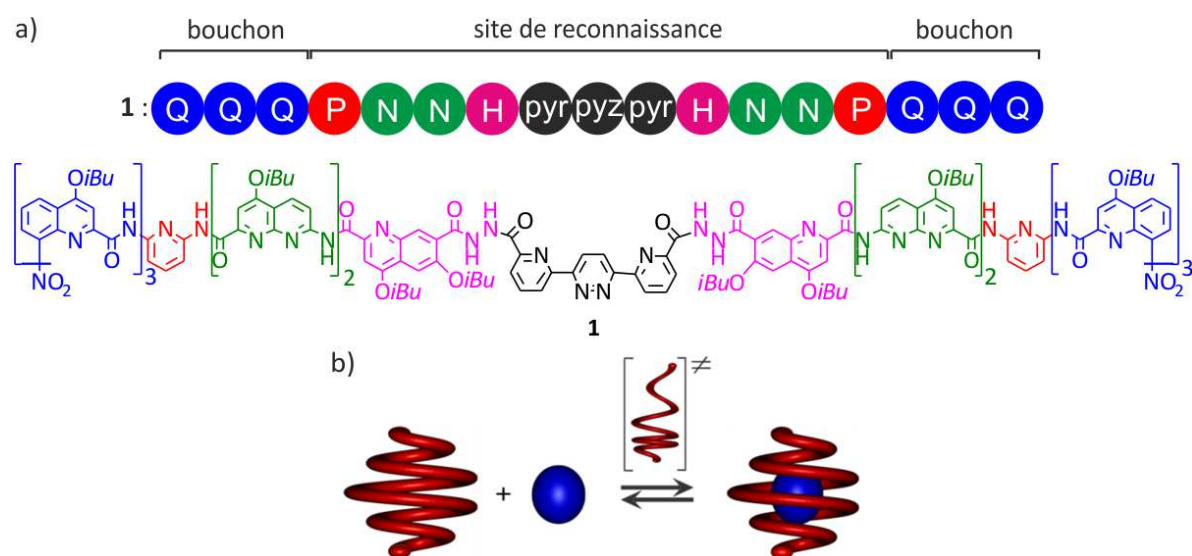 a)
bouchon site de reconnaissance bouchon
1 : Q Q Q P N N H pyr pyz pyr H N N P Q Q Q
OiBu OiBu OiBu OiBu
H N H N O H H N N O O H H N N O O H N H N H N
N O N N N O N O N N N N N O N N O N O N
NO2 3 2 OiBu OiBu iBuO OiBu 2 NO2 3
1
b)
≠
+